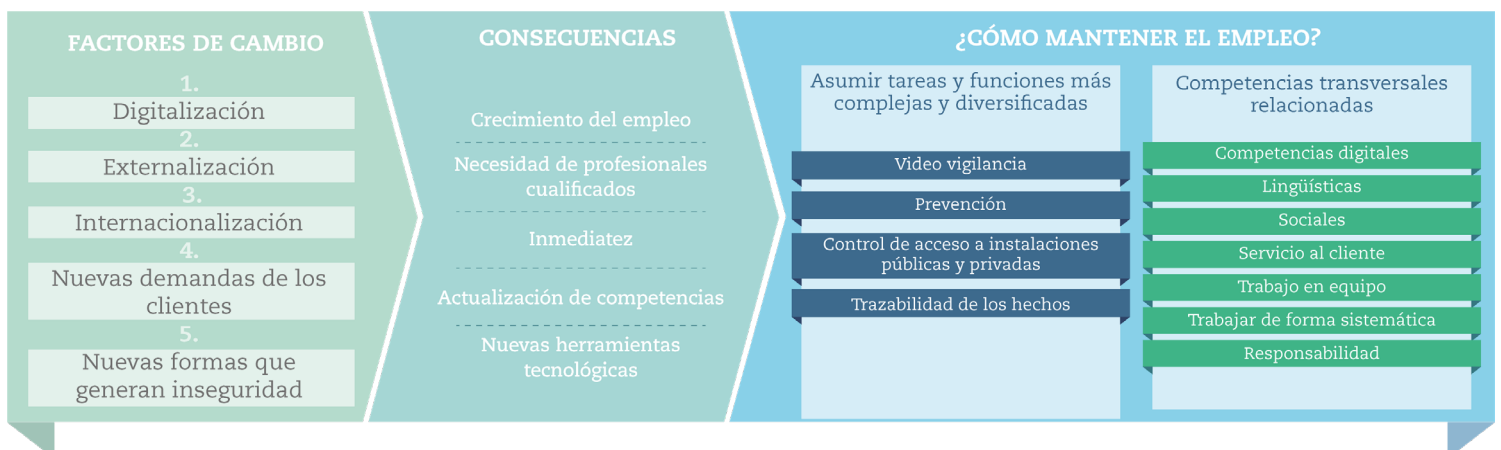 FACTORES DE CAMBIO
1.
Digitalización
2.
Externalización
3.
Internacionalización
4.
Nuevas demandas de los
clientes
5.
Nuevas formas que
generan inseguridad
CONSECUENCIAS
Crecimiento del empleo
Necesidad de profesionales
cualificados
Inmediatez
Actualización de competencias
Nuevas herramientas
tecnológicas
¿CÓMO MANTENER EL EMPLEO?
Asumir tareas y funciones más
complejas y diversificadas
Video vigilancia
Prevención
Control de acceso a instalaciones
públicas y privadas
Trazabilidad de los hechos
Competencias transversales
relacionadas
Competencias digitales
Lingüísticas
Sociales
Servicio al cliente
Trabajo en equipo
Trabajar de forma sistemática
Responsabilidad